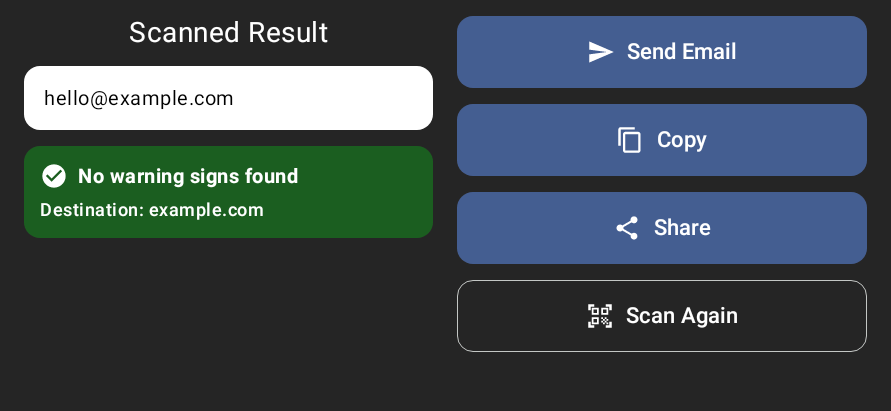 Scanned Result
hello@example.com
No warning signs found
Destination: example.com
Send Email
Copy
Share
Scan Again